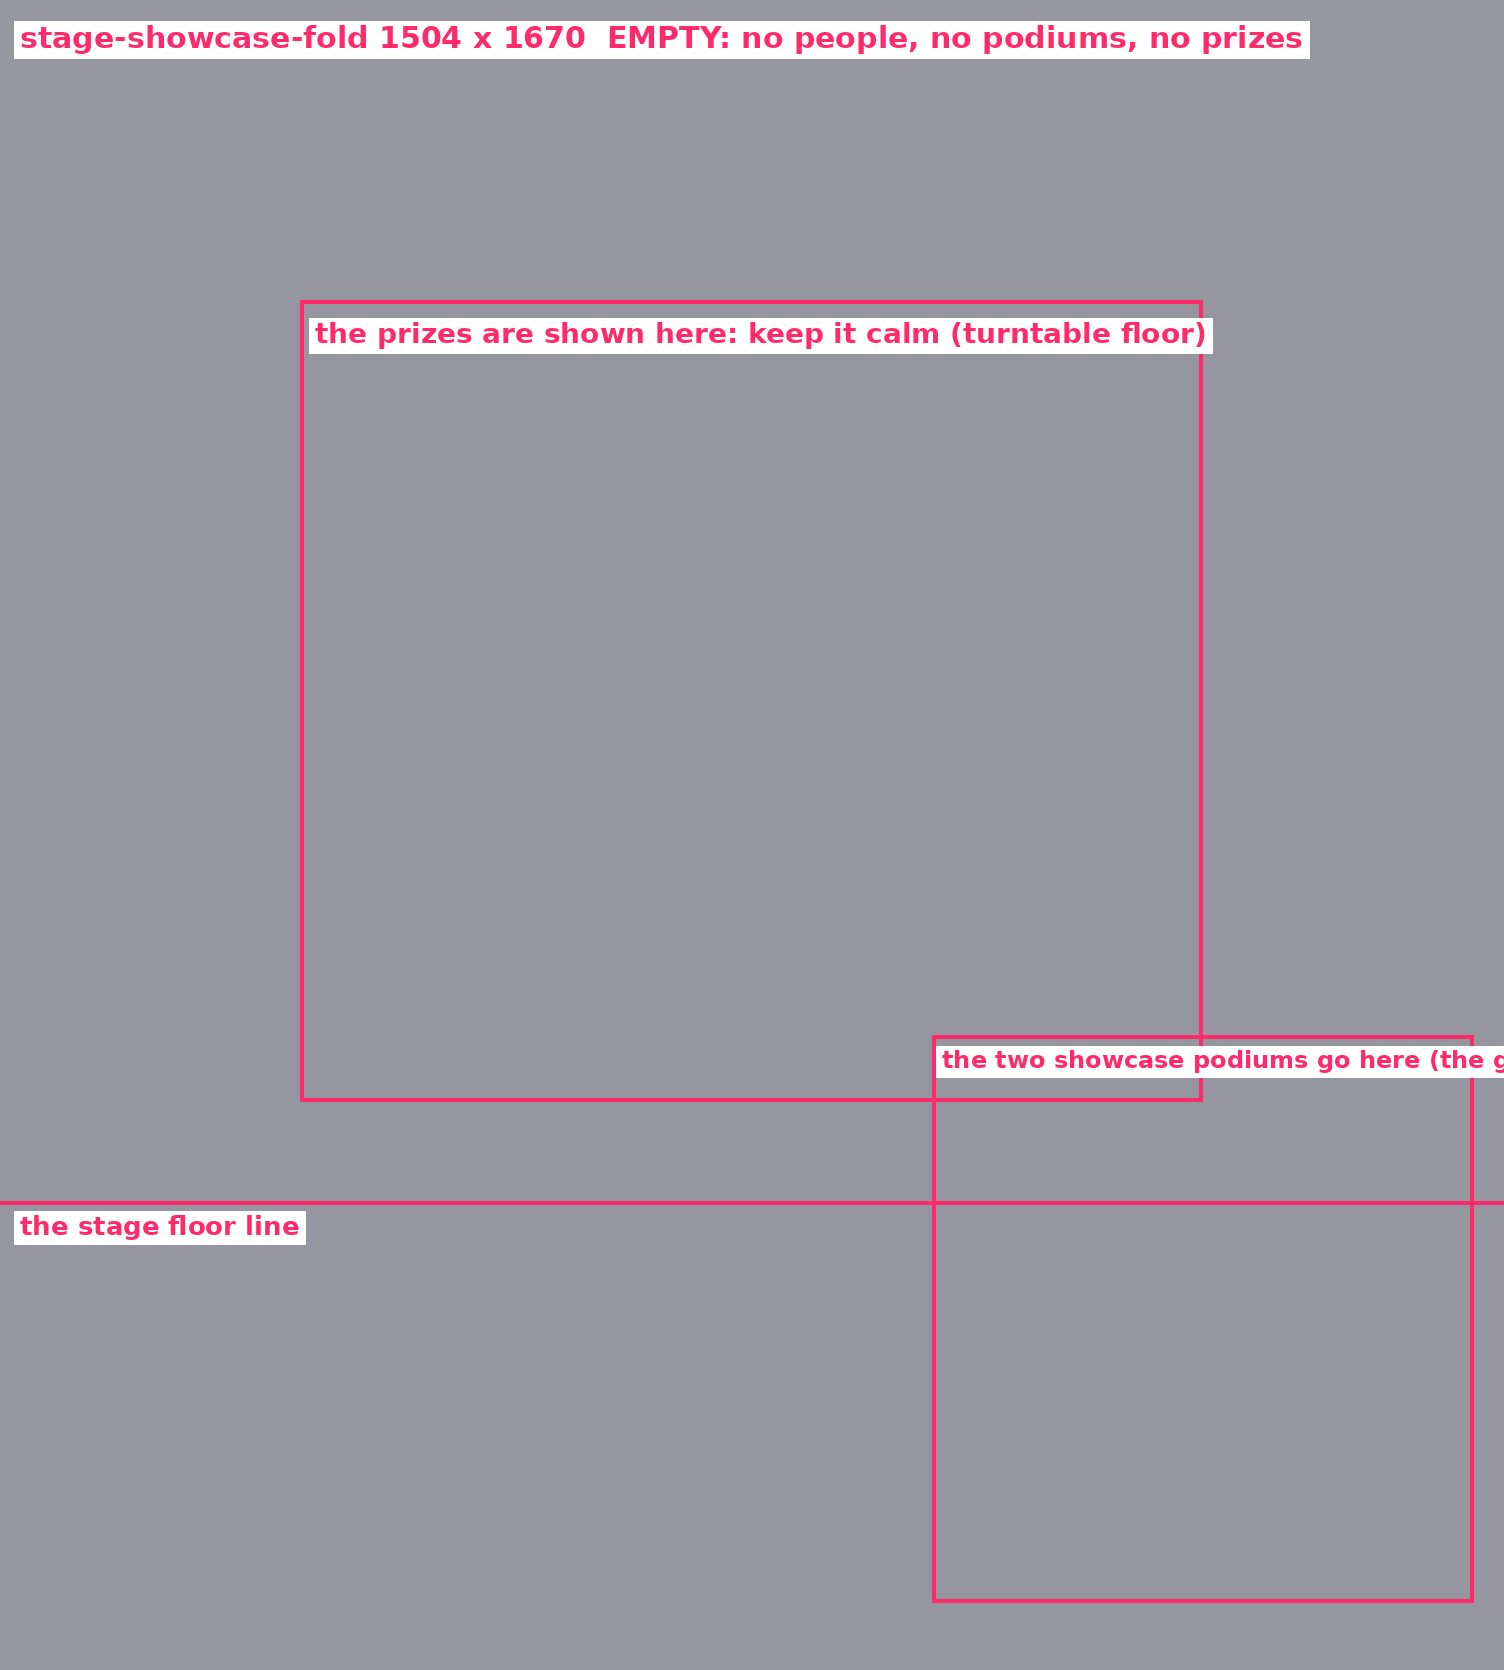 stage-showcase-fold 1504 x 1670 EMPTY: no people, no podiums, no prizes
the prizes are shown here: keep it calm (turntable floor)
the two showcase podiums go here (the g
the stage floor line